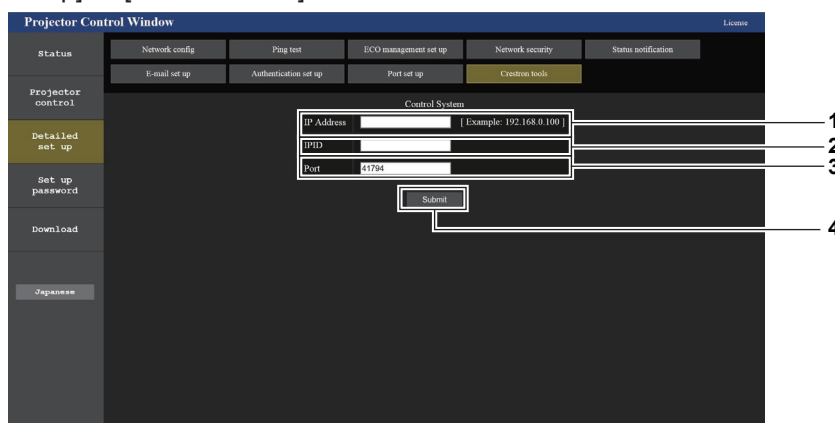 Projector Control Window
License
Status
Projector
control
Detailed
set up
Set up
password
Download
Japanese
Network config
Ping test
ECO management set up
Network security
Status notification
E-mail set up
Authentication set up
Port set up
Crestron tools
Control System
IP Address [ Example: 192.168.0.100 ]
IPID
Port 41794
Submit
1
2
3
4